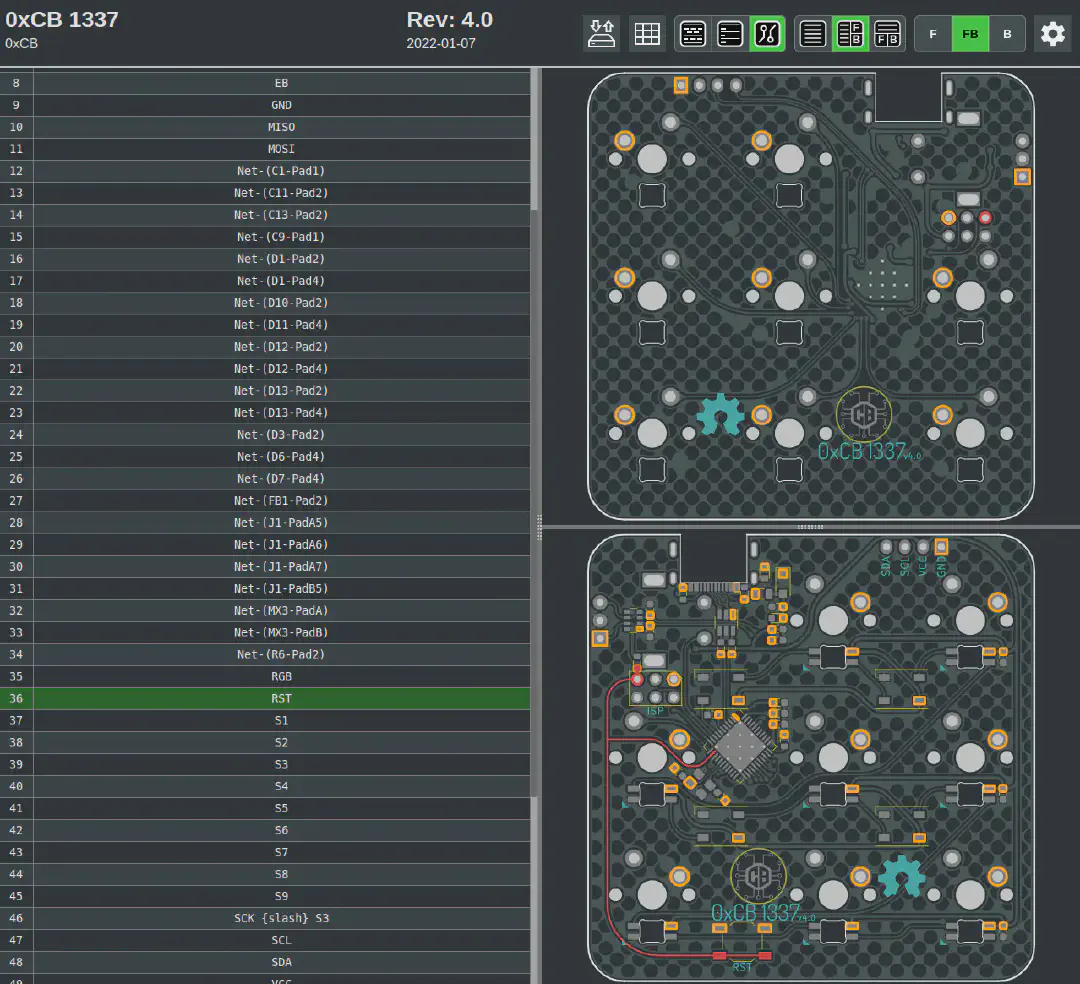 0xCB 1337
0xCB
Rev: 4.0
2022-01-07
F
FB
B
8 EB
9 GND
10 MISO
11 MOSI
12 Net-(C1-Pad1)
13 Net-(C11-Pad2)
14 Net-(C13-Pad2)
15 Net-(C9-Pad1)
16 Net-(D1-Pad2)
17 Net-(D1-Pad4)
18 Net-(D10-Pad2)
19 Net-(D11-Pad4)
20 Net-(D12-Pad2)
21 Net-(D12-Pad4)
22 Net-(D13-Pad2)
23 Net-(D13-Pad4)
24 Net-(D3-Pad2)
25 Net-(D6-Pad4)
26 Net-(D7-Pad4)
27 Net-(FB1-Pad2)
28 Net-(J1-PadA5)
29 Net-(J1-PadA6)
30 Net-(J1-PadA7)
31 Net-(J1-PadB5)
32 Net-(MX3-PadA)
33 Net-(MX3-PadB)
34 Net-(R6-Pad2)
35 RGB
36 RST
37 S1
38 S2
39 S3
40 S4
41 S5
42 S6
43 S7
44 S8
45 S9
46 SCK {slash} S3
47 SCL
48 SDA
49 VCC
0xCB 1337 v4.0
SDA
SCL
VCC
GND
ISP
0xCB 1337 v4.0
RST